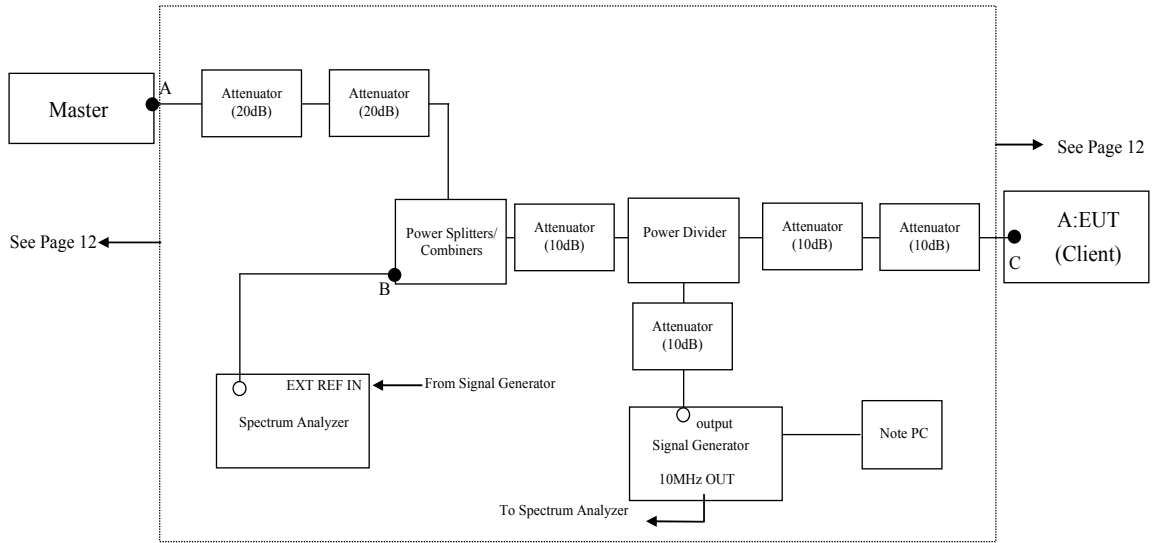 Master
A
Attenuator
(20dB)
Attenuator
(20dB)
See Page 12
See Page 12
Power Splitters/
Combiners
B
Attenuator
(10dB)
Power Divider
Attenuator
(10dB)
Attenuator
(10dB)
A:EUT
(Client)
C
Attenuator
(10dB)
EXT REF IN
From Signal Generator
Spectrum Analyzer
output
Signal Generator
10MHz OUT
Note PC
To Spectrum Analyzer